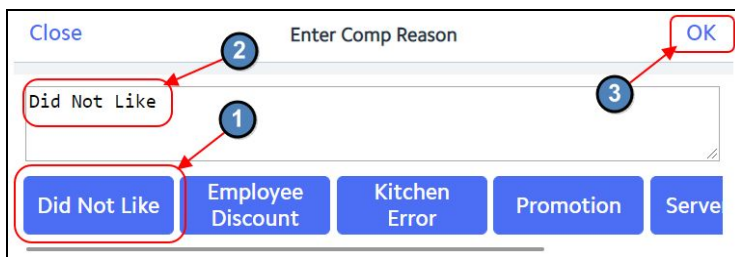 Close
Enter Comp Reason
OK
2
3
Did Not Like
1
Did Not Like
Employee
Discount
Kitchen
Error
Promotion
Serve